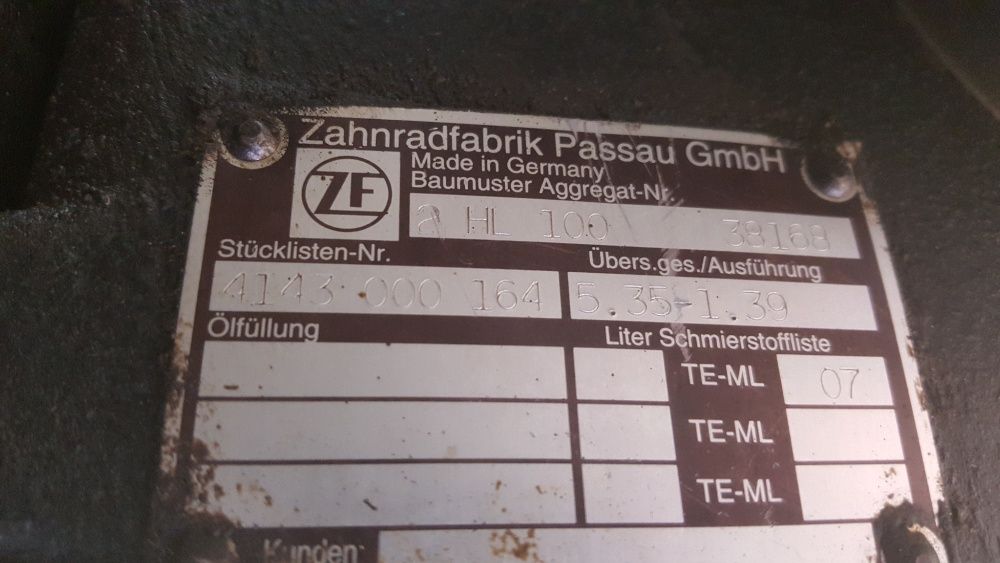 Zahnradfabrik Passau GmbH
ZF
Made in Germany
Baumuster Aggregat-Nr.
2 HL 100 38168
Stücklisten-Nr. Übers.ges./Ausführung
4143 000 164 5.35-1.39
Ölfüllung Liter Schmierstoffliste
TE-ML 07
TE-ML
TE-ML
Kunden